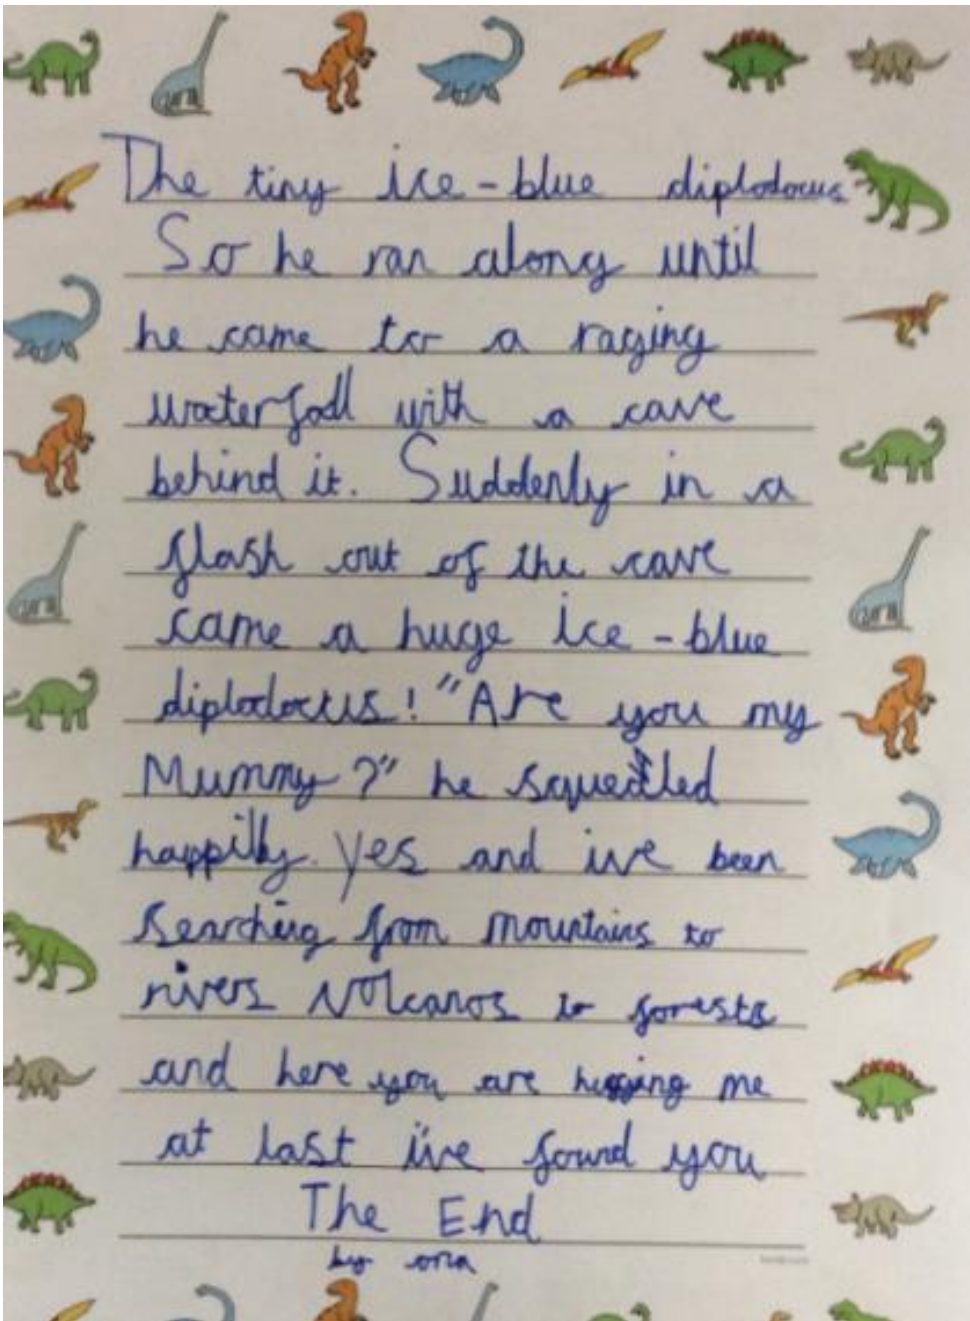 The tiny ice-blue diplodocus
So he ran along until
he came to a raging
waterfall with a cave
behind it. Suddenly in a
flash out of the cave
came a huge ice-blue
diplodocus! "Are you my
Mummy?" he squealed
happily. yes and ive been
searching from mountains to
rivers volcanos to forests
and here you are hugging me
at last i've found you
The End
by